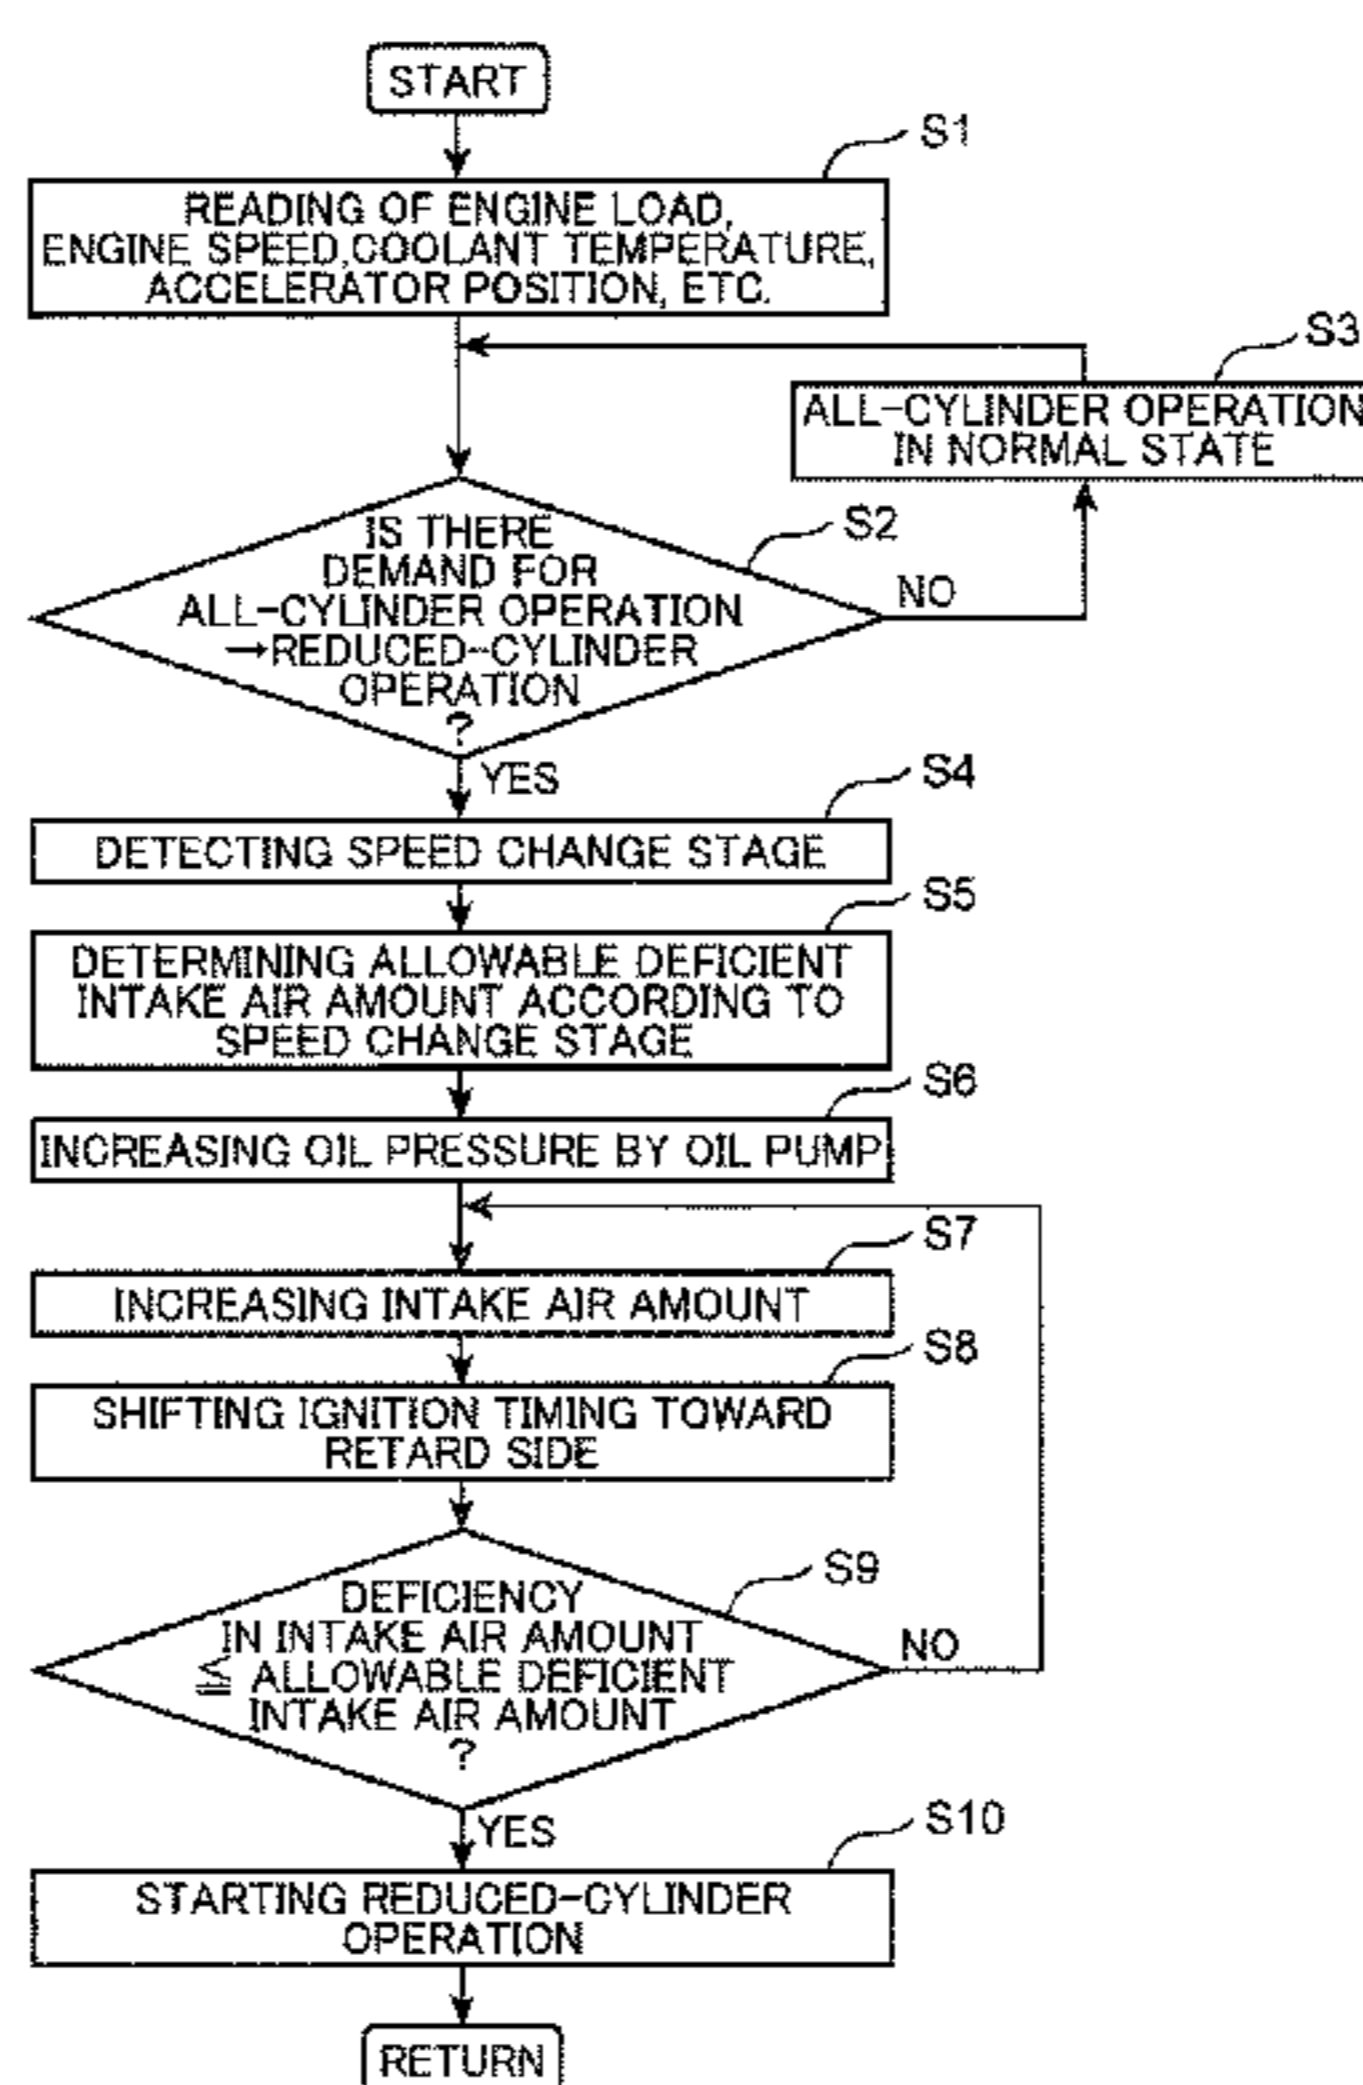 START
S1
READING OF ENGINE LOAD,
ENGINE SPEED,COOLANT TEMPERATURE,
ACCELERATOR POSITION, ETC.
S3
ALL-CYLINDER OPERATION
IN NORMAL STATE
S2
IS THERE
DEMAND FOR
ALL-CYLINDER OPERATION
→REDUCED-CYLINDER
OPERATION
?
NO
YES
S4
DETECTING SPEED CHANGE STAGE
S5
DETERMINING ALLOWABLE DEFICIENT
INTAKE AIR AMOUNT ACCORDING TO
SPEED CHANGE STAGE
S6
INCREASING OIL PRESSURE BY OIL PUMP
S7
INCREASING INTAKE AIR AMOUNT
S8
SHIFTING IGNITION TIMING TOWARD
RETARD SIDE
S9
DEFICIENCY
IN INTAKE AIR AMOUNT
≦ ALLOWABLE DEFICIENT
INTAKE AIR AMOUNT
?
NO
YES
S10
STARTING REDUCED-CYLINDER
OPERATION
RETURN